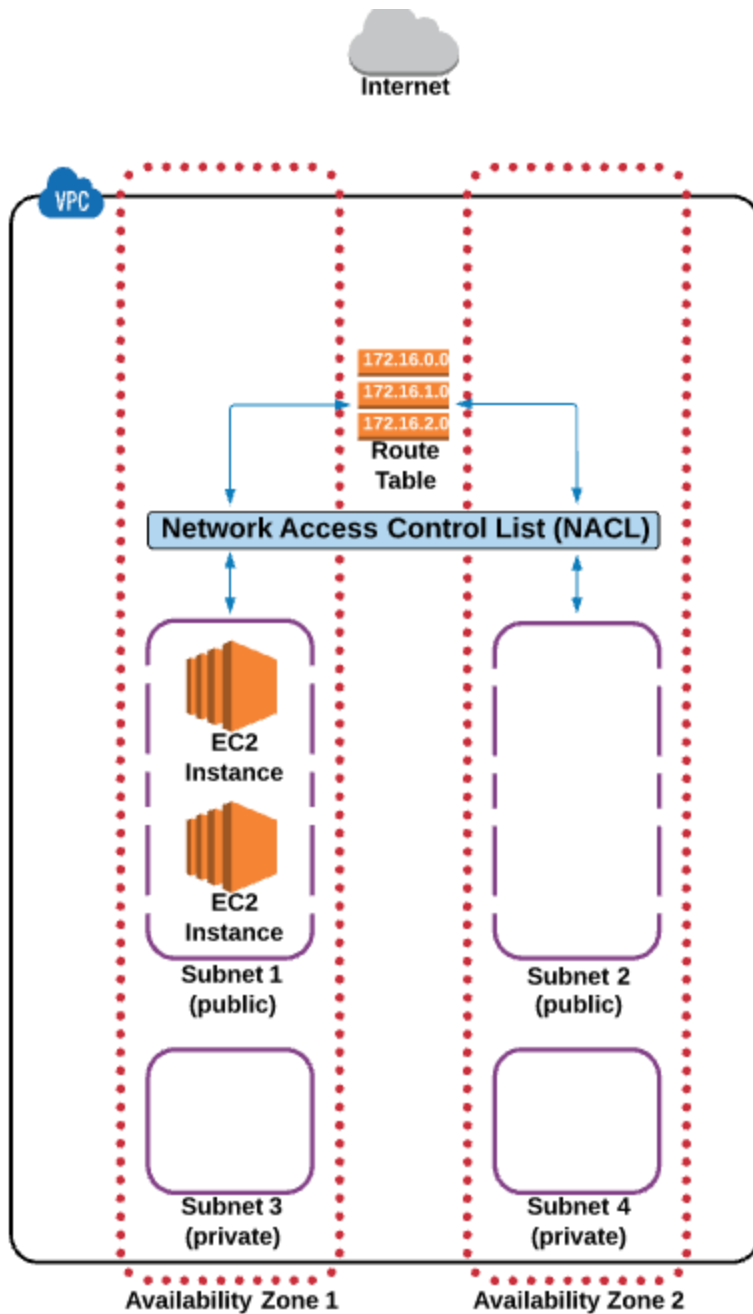 Internet
VPC
172.16.0.0
172.16.1.0
172.16.2.0
Route
Table
Network Access Control List (NACL)
EC2
Instance
EC2
Instance
Subnet 1
(public)
Subnet 2
(public)
Subnet 3
(private)
Subnet 4
(private)
Availability Zone 1
Availability Zone 2